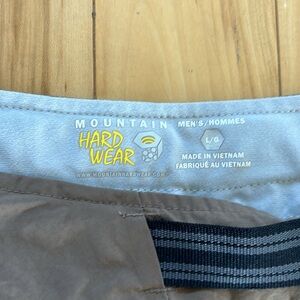 MOUNTAIN
HARD
WEAR
WWW.MOUNTAINHARDWEAR.COM
MEN'S/HOMMES
L/G
MADE IN VIETNAM
FABRIQUÉ AU VIETNAM